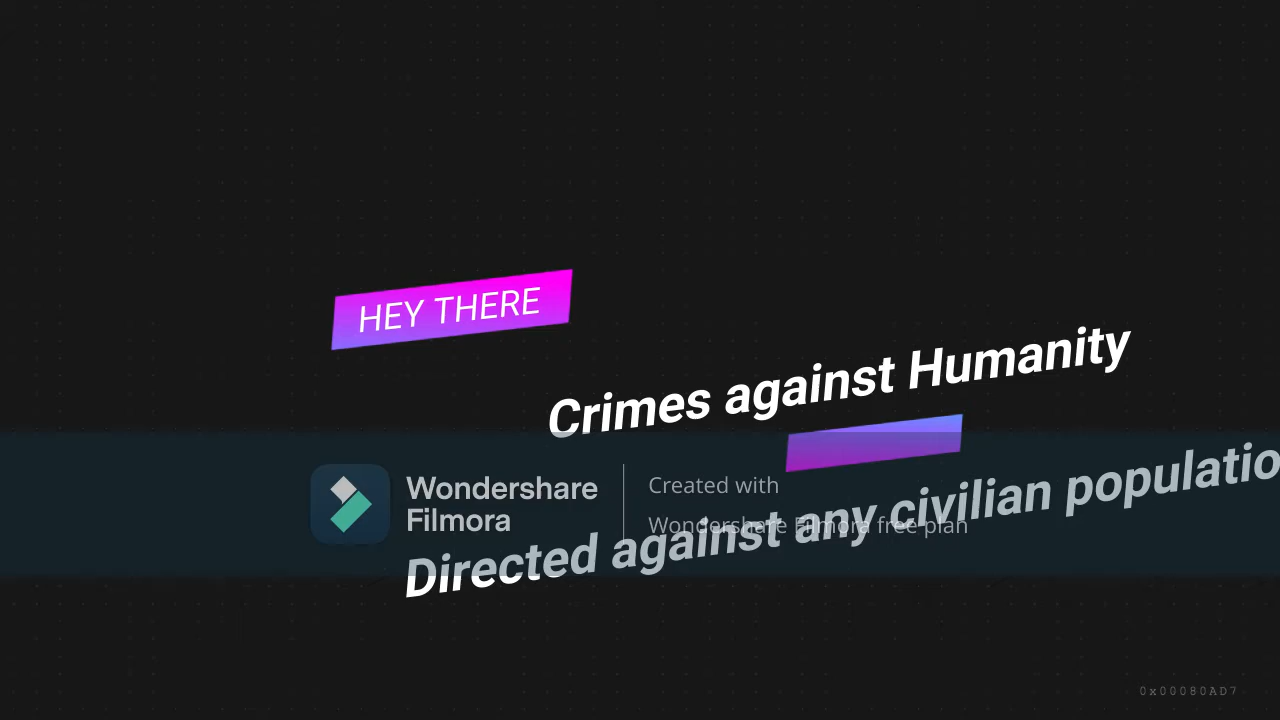 HEY THERE
Crimes against Humanity
Wondershare
Filmora
Created with
Wondershare Filmora free plan
Directed against any civilian populatio
0x00080AD7